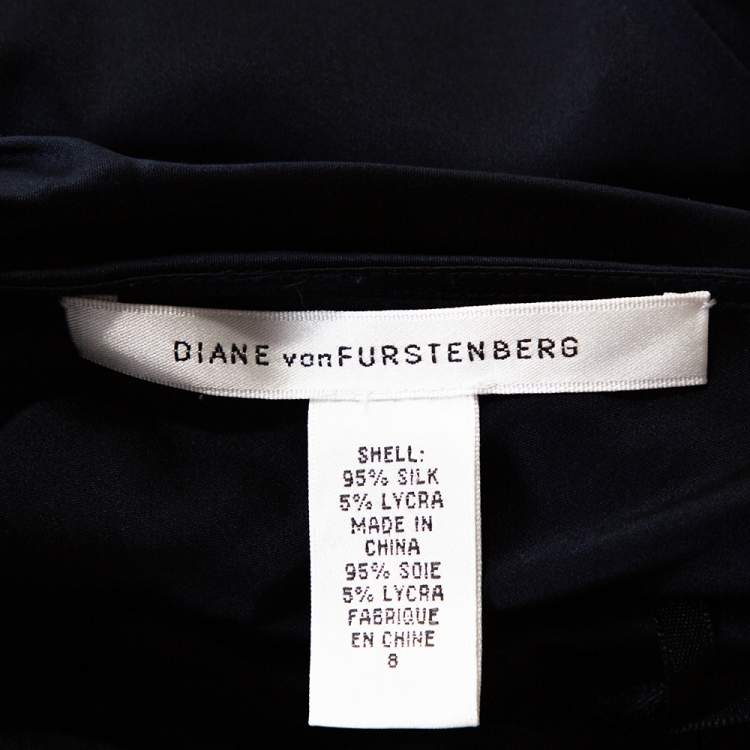 DIANE vonFURSTENBERG
SHELL:
95% SILK
5% LYCRA
MADE IN
CHINA
95% SOIE
5% LYCRA
FABRIQUE
EN CHINE
8